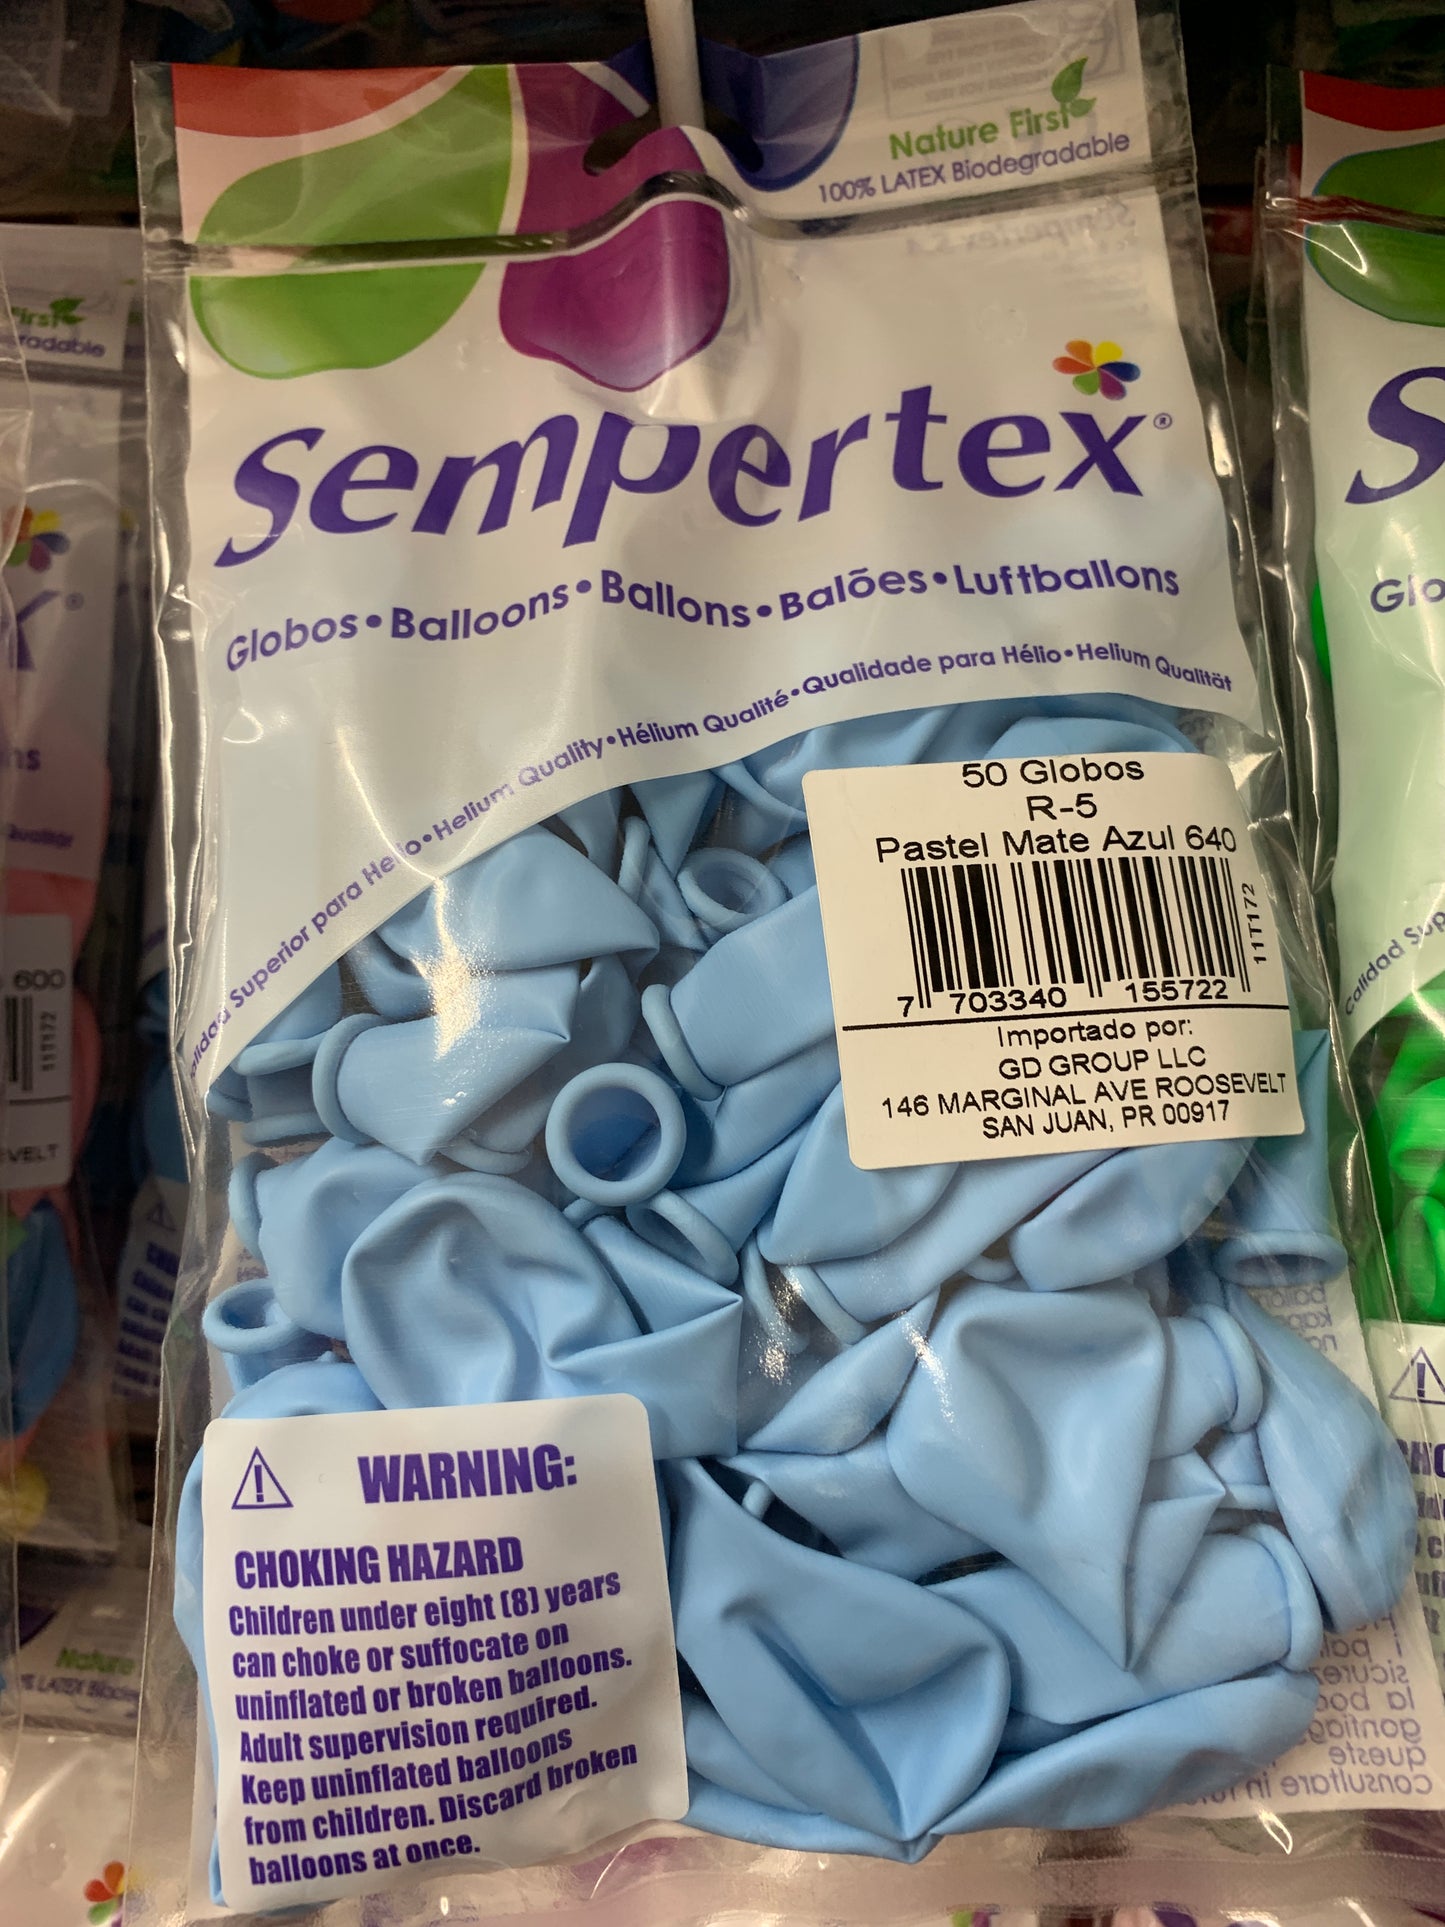 Nature First
100% LATEX Biodegradable
Sempertex®
Globos•Balloons•Ballons•Balões•Luftballons
Calidad Superior para Helio•Helium Quality•Hélium Qualité•Qualidade para Hélio•Helium Qualität
50 Globos
R-5
Pastel Mate Azul 640
11T172
7 703340 155722
Importado por:
GD GROUP LLC
146 MARGINAL AVE ROOSEVELT
SAN JUAN, PR 00917
WARNING:
CHOKING HAZARD
Children under eight (8) years
can choke or suffocate on
uninflated or broken balloons.
Adult supervision required.
Keep uninflated balloons
from children. Discard broken
balloons at once.
600
11T172